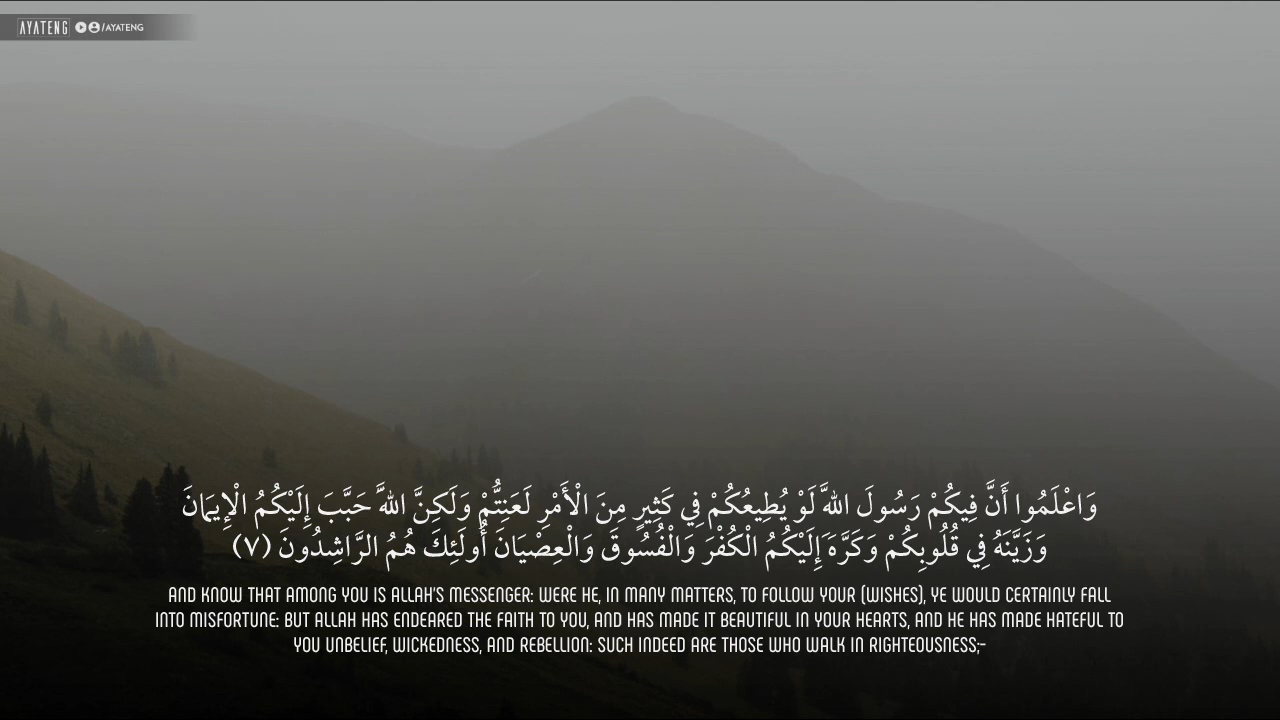 AYATENG /AYATENG
وَاعْلَمُوا أَنَّ فِيكُمْ رَسُولَ اللَّهِ لَوْ يُطِيعُكُمْ فِي كَثِيرٍ مِنَ الْأَمْرِ لَعَنِتُّمْ وَلَكِنَّ اللَّهَ حَبَّبَ إِلَيْكُمُ الْإِيمَانَ
وَزَيَّنَهُ فِي قُلُوبِكُمْ وَكَرَّهَ إِلَيْكُمُ الْكُفْرَ وَالْفُسُوقَ وَالْعِصْيَانَ أُولَئِكَ هُمُ الرَّاشِدُونَ (٧)
AND KNOW THAT AMONG YOU IS ALLAH'S MESSENGER: WERE HE, IN MANY MATTERS, TO FOLLOW YOUR (WISHES), YE WOULD CERTAINLY FALL
INTO MISFORTUNE: BUT ALLAH HAS ENDEARED THE FAITH TO YOU, AND HAS MADE IT BEAUTIFUL IN YOUR HEARTS, AND HE HAS MADE HATEFUL TO
YOU UNBELIEF, WICKEDNESS, AND REBELLION: SUCH INDEED ARE THOSE WHO WALK IN RIGHTEOUSNESS;-